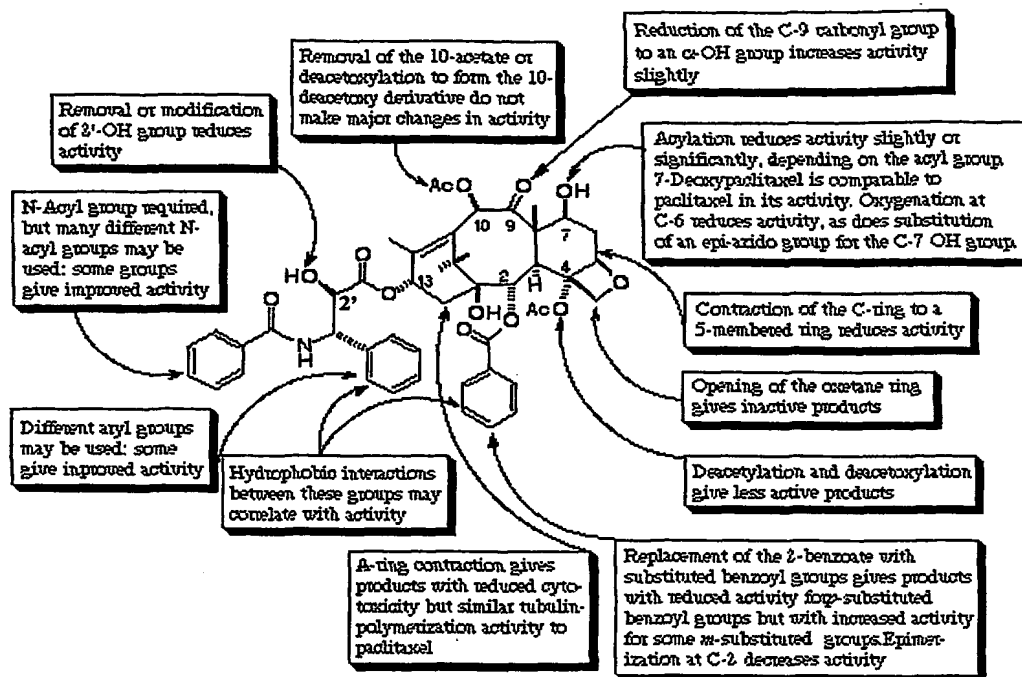 Reduction of the C-9 carbonyl group
to an α-OH group increases activity
slightly
Removal of the 10-acetate or
deacetoxylation to form the 10-
deacetoxy derivative do not
make major changes in activity
Removal or modification
of 2'-OH group reduces
activity
Acylation reduces activity slightly or
significantly, depending on the acyl group.
7-Deoxypaclitaxel is comparable to
paclitaxel in its activity. Oxygenation at
C-6 reduces activity, as does substitution
of an epi-azido group for the C-7 OH group.
N-Acyl group required,
but many different N-
acyl groups may be
used: some groups
give improved activity
AcO
O
OH
10
9
7
HO
O
O
13
2
4
2'
H
OH
O
AcO
O
O
O
N
H
Contraction of the C-ring to a
5-membered ring reduces activity
Opening of the oxetane ring
gives inactive products
Different aryl groups
may be used: some
give inproved activity
Hydrophobic interactions
between these groups may
correlate with activity
Deacetylation and deacetoxylation
give less active products
A-ring contraction gives
products with reduced cyto-
toxicity but similar tubulin-
polymerization activity to
paclitaxel
Replacement of the 2-benzoate with
substituted benzoyl groups gives products
with reduced activity for p-substituted
benzoyl groups but with increased activity
for some m-substituted groups. Epimer-
ization at C-2 decreases activity